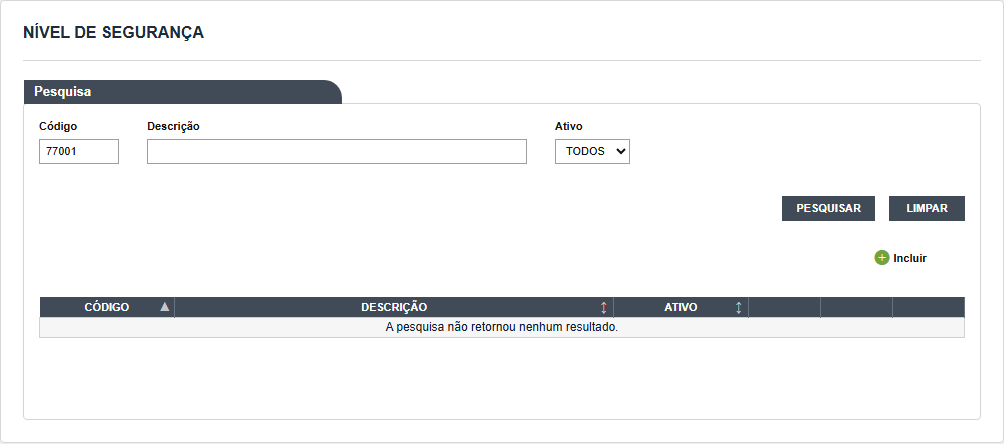 NÍVEL DE SEGURANÇA
Pesquisa
Código Descrição Ativo
77001 TODOS
PESQUISAR LIMPAR
Incluir
CÓDIGO DESCRIÇÃO ATIVO
A pesquisa não retornou nenhum resultado.